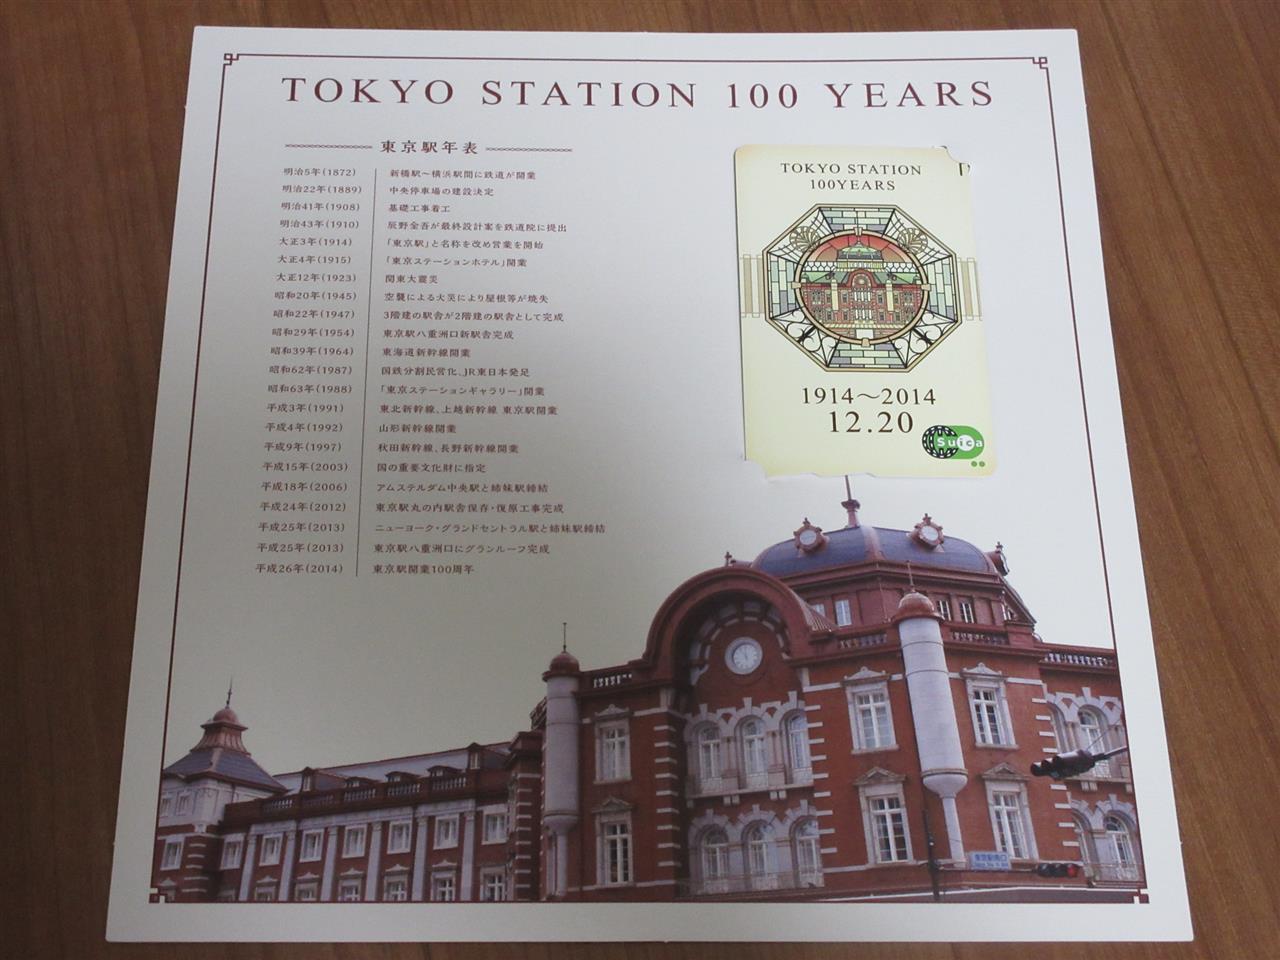 TOKYO STATION 100 YEARS
東京駅年表
明治5年(1872) 新橋駅～横浜駅間に鉄道が開業
明治22年(1889) 中央停車場の建設決定
明治41年(1908) 基礎工事着工
明治43年(1910) 辰野金吾が最終設計案を鉄道院に提出
大正3年(1914) 「東京駅」と名称を改め営業を開始
大正4年(1915) 「東京ステーションホテル」開業
大正12年(1923) 関東大震災
昭和20年(1945) 空襲による火災により屋根等が焼失
昭和22年(1947) 3階建の駅舎が2階建の駅舎として完成
昭和29年(1954) 東京駅八重洲口新駅舎完成
昭和39年(1964) 東海道新幹線開業
昭和62年(1987) 国鉄分割民営化、JR東日本発足
昭和63年(1988) 「東京ステーションギャラリー」開業
平成3年(1991) 東北新幹線、上越新幹線 東京駅開業
平成4年(1992) 山形新幹線開業
平成9年(1997) 秋田新幹線、長野新幹線開業
平成15年(2003) 国の重要文化財に指定
平成18年(2006) アムステルダム中央駅と姉妹駅締結
平成24年(2012) 東京駅丸の内駅舎保存・復原工事完成
平成25年(2013) ニューヨーク・グランドセントラル駅と姉妹駅締結
平成25年(2013) 東京駅八重洲口にグランルーフ完成
平成26年(2014) 東京駅開業100周年
TOKYO STATION
100YEARS
1914～2014
12.20
Suica
東京駅南口